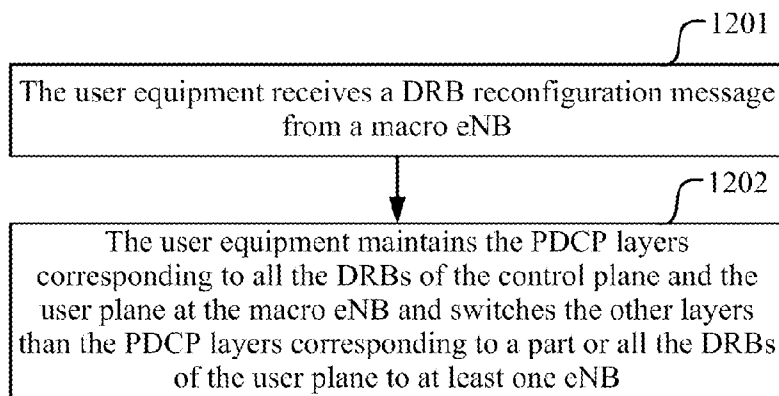 1201
The user equipment receives a DRB reconfiguration message
from a macro eNB
1202
The user equipment maintains the PDCP layers
corresponding to all the DRBs of the control plane and the
user plane at the macro eNB and switches the other layers
than the PDCP layers corresponding to a part or all the DRBs
of the user plane to at least one eNB